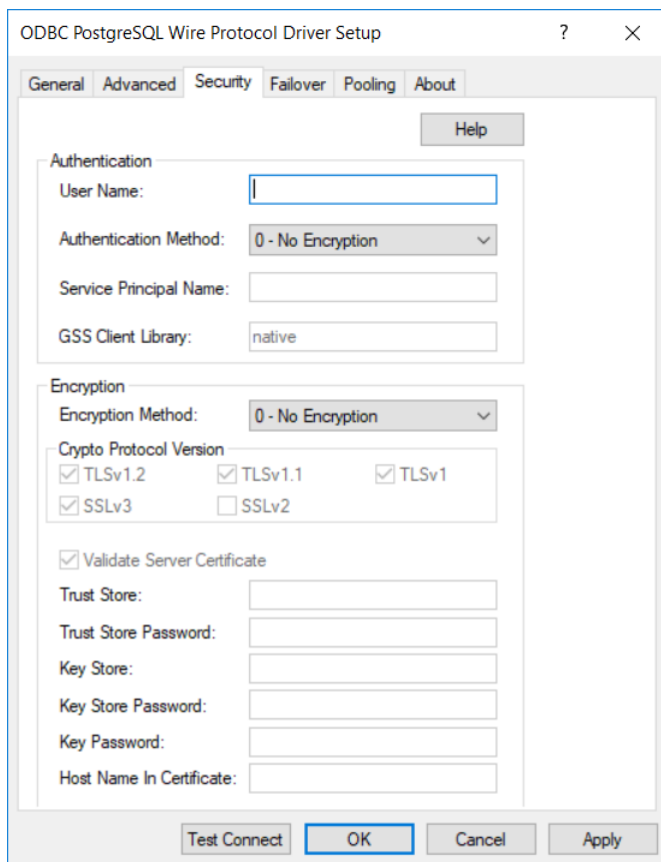 ODBC PostgreSQL Wire Protocol Driver Setup ? ×
General Advanced Security Failover Pooling About
Help
Authentication
User Name:
Authentication Method: 0 - No Encryption
Service Principal Name:
GSS Client Library: native
Encryption
Encryption Method: 0 - No Encryption
Crypto Protocol Version
TLSv1.2 TLSv1.1 TLSv1
SSLv3 SSLv2
Validate Server Certificate
Trust Store:
Trust Store Password:
Key Store:
Key Store Password:
Key Password:
Host Name In Certificate:
Test Connect OK Cancel Apply